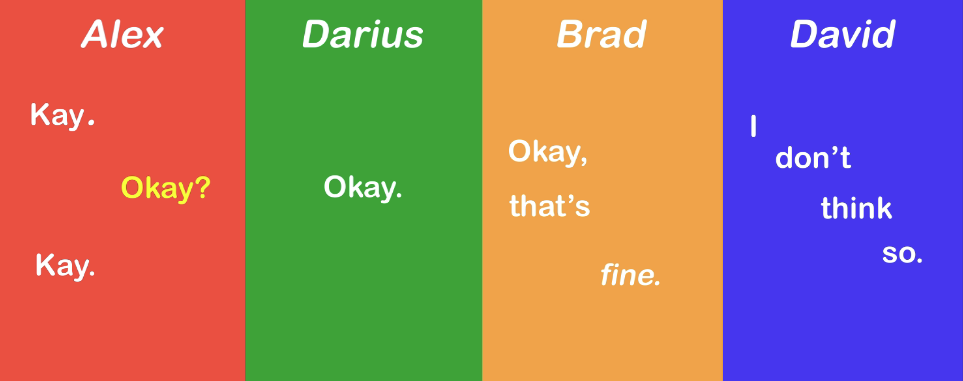 Alex
Kay.
Okay?
Kay.
Darius
Okay.
Brad
Okay,
that's
fine.
David
I
don't
think
so.